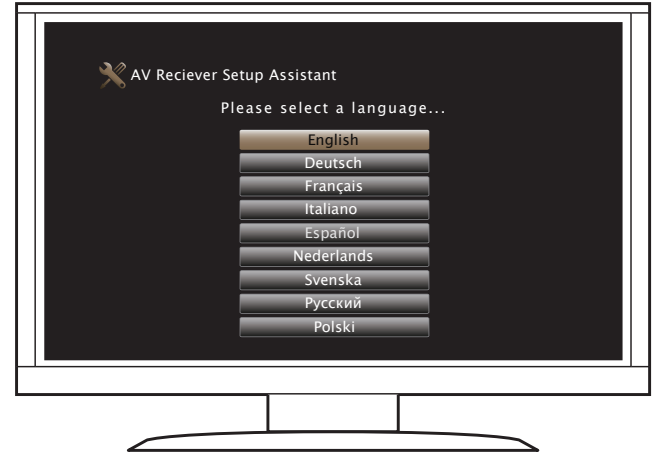 AV Reciever Setup Assistant
Please select a language...
English
Deutsch
Français
Italiano
Español
Nederlands
Svenska
Русский
Polski